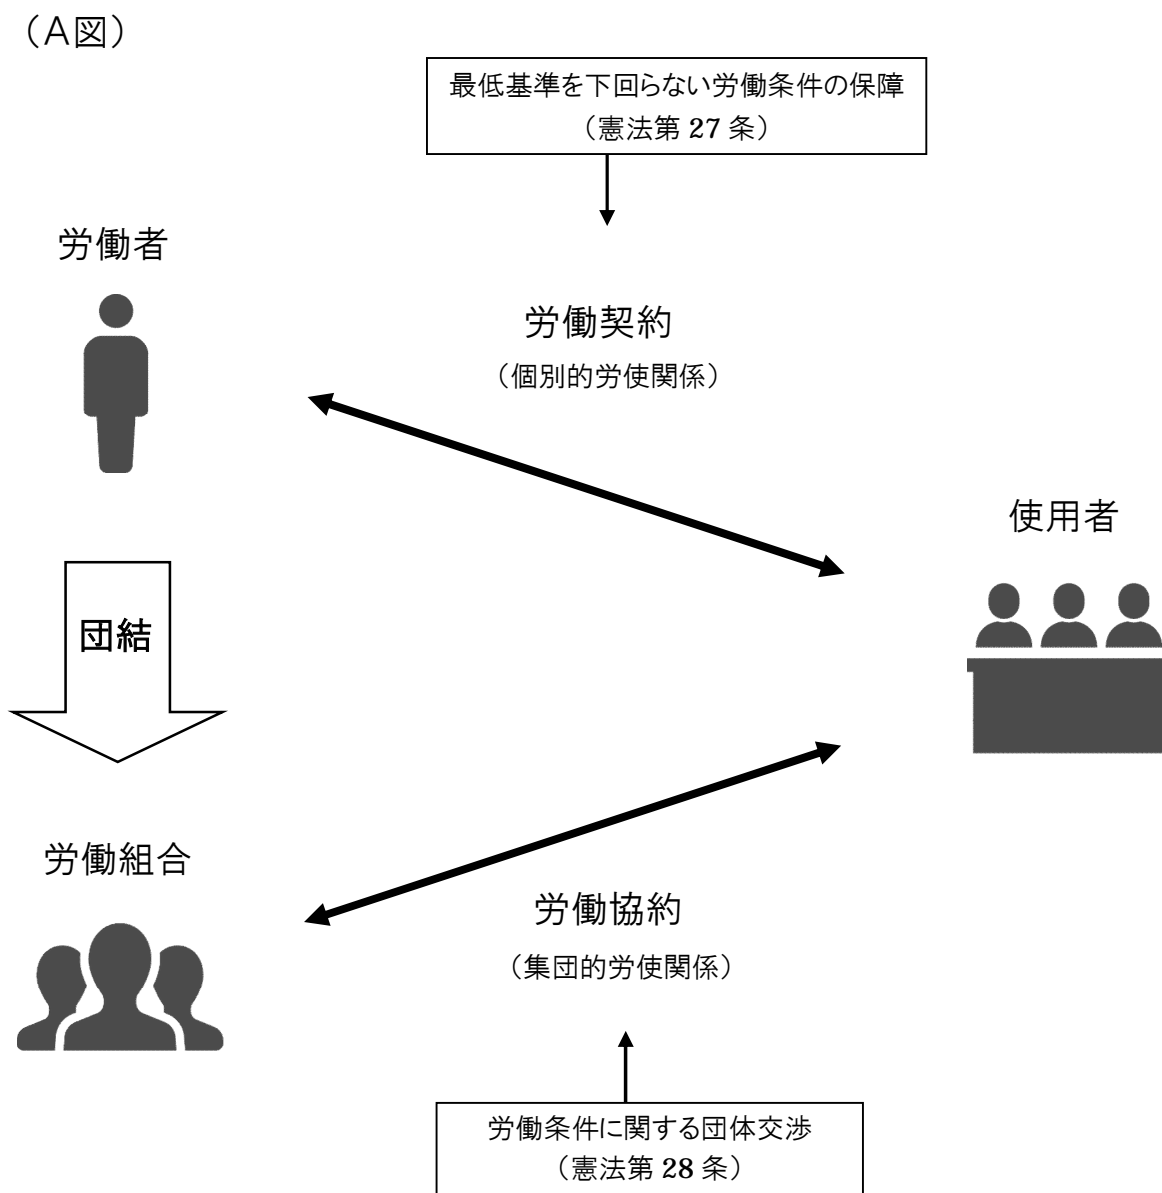 （A図）
最低基準を下回らない労働条件の保障
（憲法第 27 条）
労働者
労働契約
（個別的労使関係）
使用者
団結
労働組合
労働協約
（集団的労使関係）
労働条件に関する団体交渉
（憲法第 28 条）